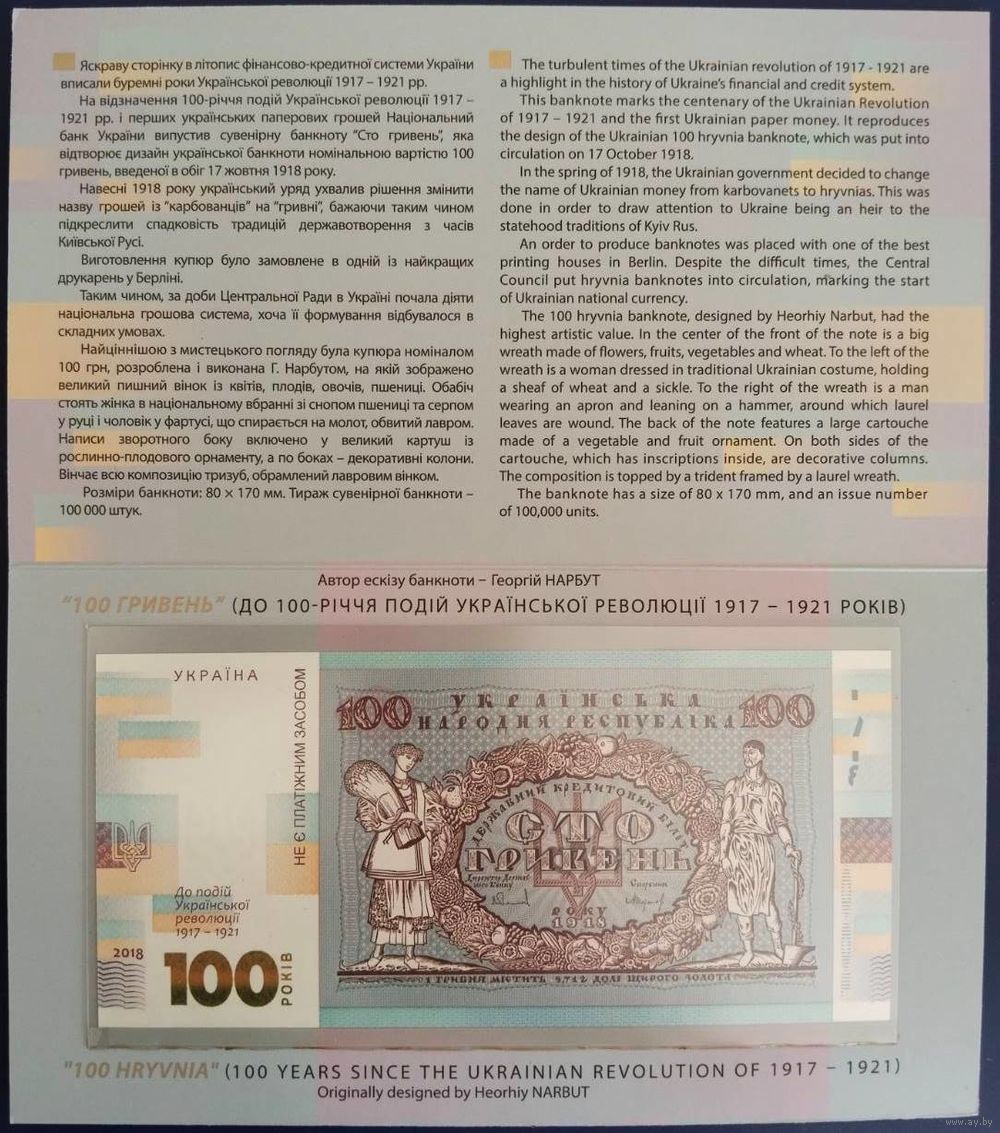 Яскраву сторінку в літопис фінансово-кредитної системи України
вписали буремні роки Української революції 1917 – 1921 рр.
На відзначення 100-річчя подій Української революції 1917 –
1921 рр. і перших українських паперових грошей Національний
банк України випустив сувенірну банкноту "Сто гривень", яка
відтворює дизайн української банкноти номінальною вартістю 100
гривень, введеної в обіг 17 жовтня 1918 року.
Навесні 1918 року український уряд ухвалив рішення змінити
назву грошей із "карбованців" на "гривні", бажаючи таким чином
підкреслити спадковість традицій державотворення з часів
Київської Русі.
Виготовлення купюр було замовлене в одній із найкращих
друкарень у Берліні.
Таким чином, за доби Центральної Ради в Україні почала діяти
національна грошова система, хоча її формування відбувалося в
складних умовах.
Найціннішою з мистецького погляду була купюра номіналом
100 грн, розроблена і виконана Г. Нарбутом, на якій зображено
великий пишний вінок із квітів, плодів, овочів, пшениці. Обабіч
стоять жінка в національному вбранні зі снопом пшениці та серпом
у руці і чоловік у фартусі, що спирається на молот, обвитий лавром.
Написи зворотного боку включено у великий картуш із
рослинно-плодового орнаменту, а по боках – декоративні колони.
Вінчає всю композицію тризуб, обрамлений лавровим вінком.
Розміри банкноти: 80 × 170 мм. Тираж сувенірної банкноти –
100 000 штук.
The turbulent times of the Ukrainian revolution of 1917 - 1921 are
a highlight in the history of Ukraine's financial and credit system.
This banknote marks the centenary of the Ukrainian Revolution
of 1917 – 1921 and the first Ukrainian paper money. It reproduces
the design of the Ukrainian 100 hryvnia banknote, which was put into
circulation on 17 October 1918.
In the spring of 1918, the Ukrainian government decided to change
the name of Ukrainian money from karbovanets to hryvnias. This was
done in order to draw attention to Ukraine being an heir to the
statehood traditions of Kyiv Rus.
An order to produce banknotes was placed with one of the best
printing houses in Berlin. Despite the difficult times, the Central
Council put hryvnia banknotes into circulation, marking the start
of Ukrainian national currency.
The 100 hryvnia banknote, designed by Heorhiy Narbut, had the
highest artistic value. In the center of the front of the note is a big
wreath made of flowers, fruits, vegetables and wheat. To the left of the
wreath is a woman dressed in traditional Ukrainian costume, holding
a sheaf of wheat and a sickle. To the right of the wreath is a man
wearing an apron and leaning on a hammer, around which laurel
leaves are wound. The back of the note features a large cartouche
made of a vegetable and fruit ornament. On both sides of the
cartouche, which has inscriptions inside, are decorative columns.
The composition is topped by a trident framed by a laurel wreath.
The banknote has a size of 80 x 170 mm, and an issue number
of 100,000 units.
Автор ескізу банкноти – Георгій НАРБУТ
"100 ГРИВЕНЬ" (ДО 100-РІЧЧЯ ПОДІЙ УКРАЇНСЬКОЇ РЕВОЛЮЦІЇ 1917 – 1921 РОКІВ)
УКРАЇНА
НЕ Є ПЛАТІЖНИМ ЗАСОБОМ
До подій
Української
революції
1917 – 1921
2018
100
РОКІВ
100 УКРАЇНСЬКА 100
НАРОДНЯ РЕСПУБЛІКА
ДЕРЖАВНИЙ КРЕДИТОВИЙ БІЛЕТ
СТО
ГРИВЕНЬ
Директор Держав
ного Банку
Скарбник
РОКУ
1918
1 ГРИВНЯ МІСТИТЬ 8,712 ДОЛІ ЩИРОГО ЗОЛОТА
"100 HRYVNIA" (100 YEARS SINCE THE UKRAINIAN REVOLUTION OF 1917 – 1921)
Originally designed by Heorhiy NARBUT
www.ay.by